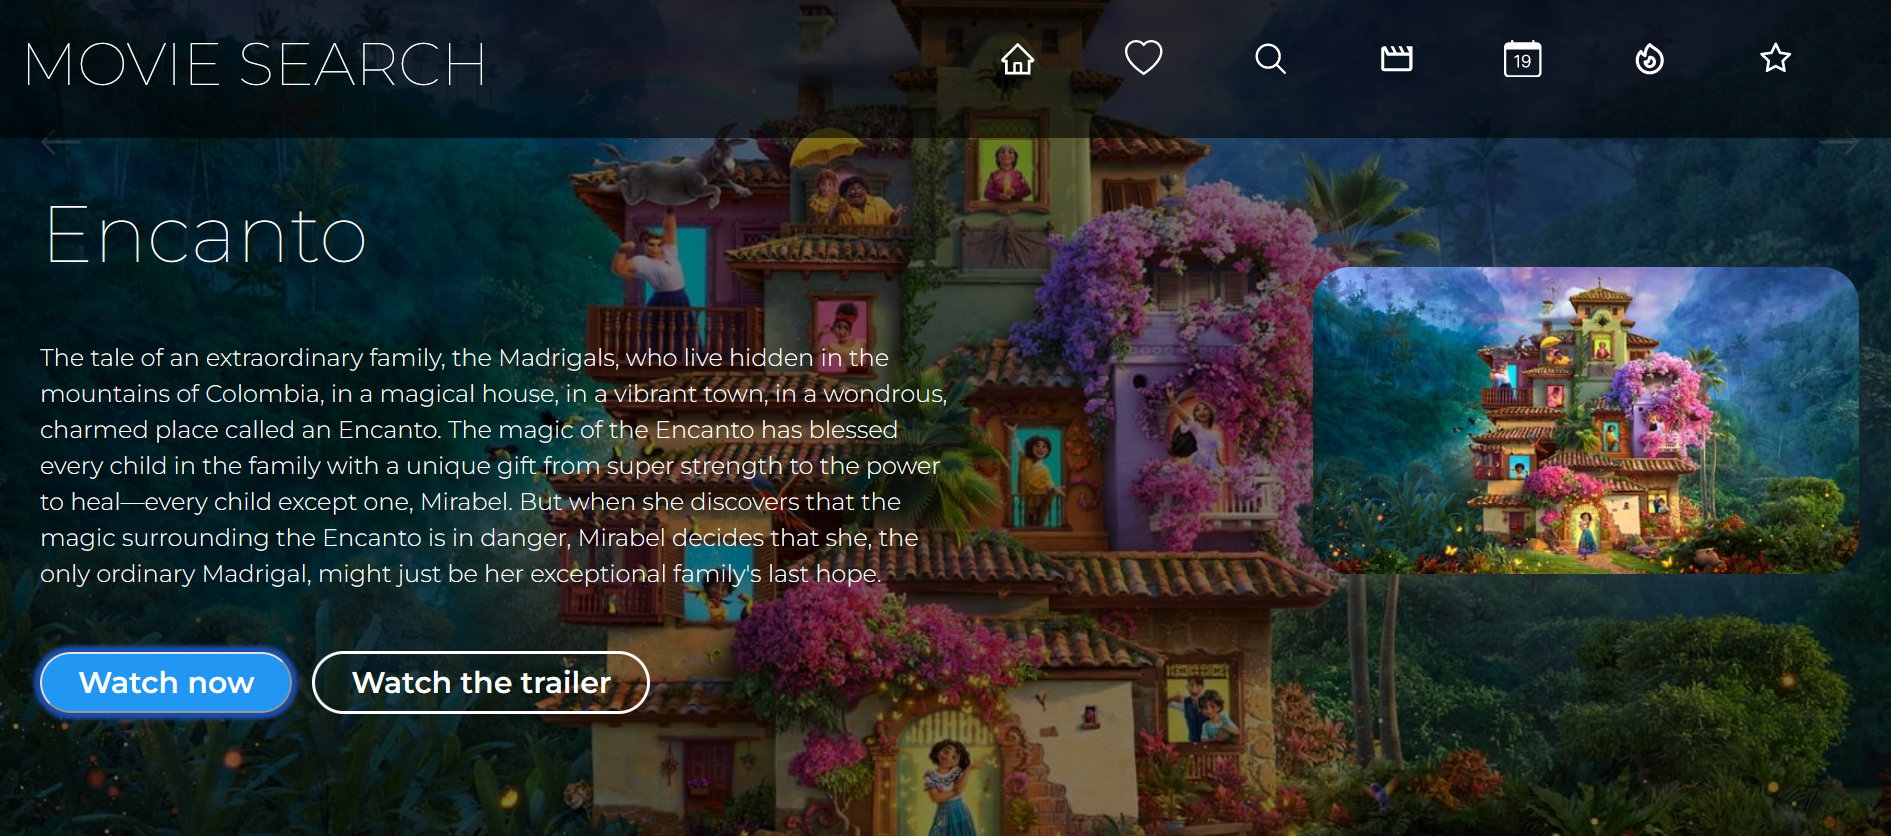 MOVIE SEARCH
19
Encanto
The tale of an extraordinary family, the Madrigals, who live hidden in the
mountains of Colombia, in a magical house, in a vibrant town, in a wondrous,
charmed place called an Encanto. The magic of the Encanto has blessed
every child in the family with a unique gift from super strength to the power
to heal—every child except one, Mirabel. But when she discovers that the
magic surrounding the Encanto is in danger, Mirabel decides that she, the
only ordinary Madrigal, might just be her exceptional family's last hope.
Watch now
Watch the trailer